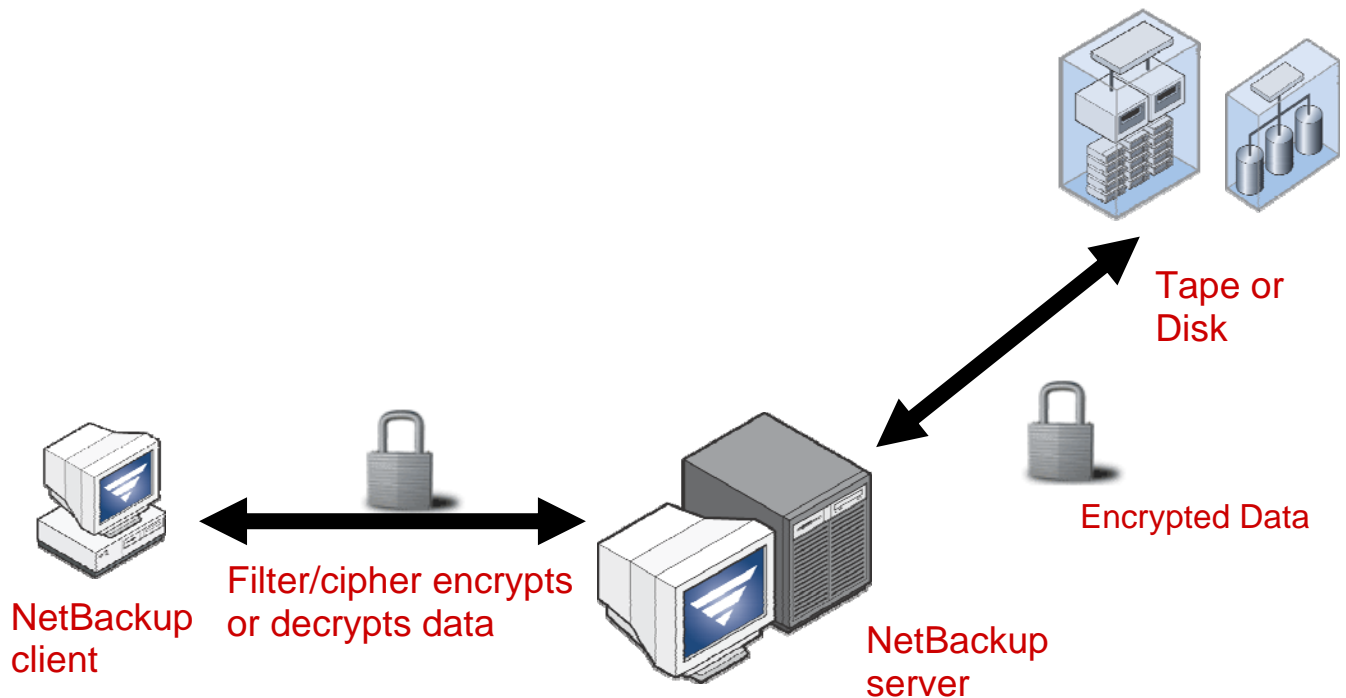 Tape or
Disk
Encrypted Data
Filter/cipher encrypts
or decrypts data
NetBackup
client
NetBackup
server